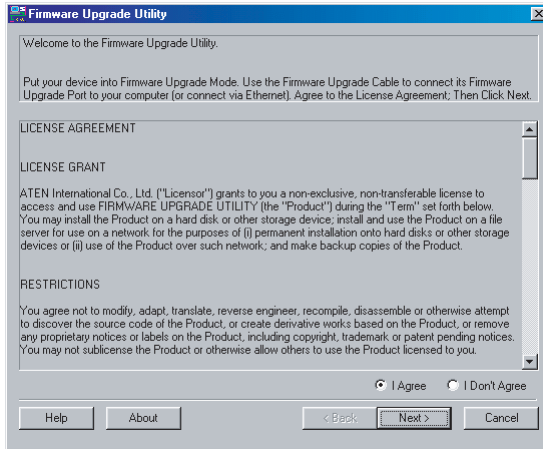 Firmware Upgrade Utility
Welcome to the Firmware Upgrade Utility.
Put your device into Firmware Upgrade Mode. Use the Firmware Upgrade Cable to connect its Firmware
Upgrade Port to your computer (or connect via Ethernet). Agree to the License Agreement; Then Click Next.
LICENSE AGREEMENT
LICENSE GRANT
ATEN International Co., Ltd. ("Licensor") grants to you a non-exclusive, non-transferable license to
access and use FIRMWARE UPGRADE UTILITY (the "Product") during the "Term" set forth below.
You may install the Product on a hard disk or other storage device; install and use the Product on a file
server for use on a network for the purposes of (i) permanent installation onto hard disks or other storage
devices or (ii) use of the Product over such network; and make backup copies of the Product.
RESTRICTIONS
You agree not to modify, adapt, translate, reverse engineer, recompile, disassemble or otherwise attempt
to discover the source code of the Product, or create derivative works based on the Product, or remove
any proprietary notices or labels on the Product, including copyright, trademark or patent pending notices.
You may not sublicense the Product or otherwise allow others to use the Product licensed to you.
I Agree I Don't Agree
Help About < Back Next > Cancel